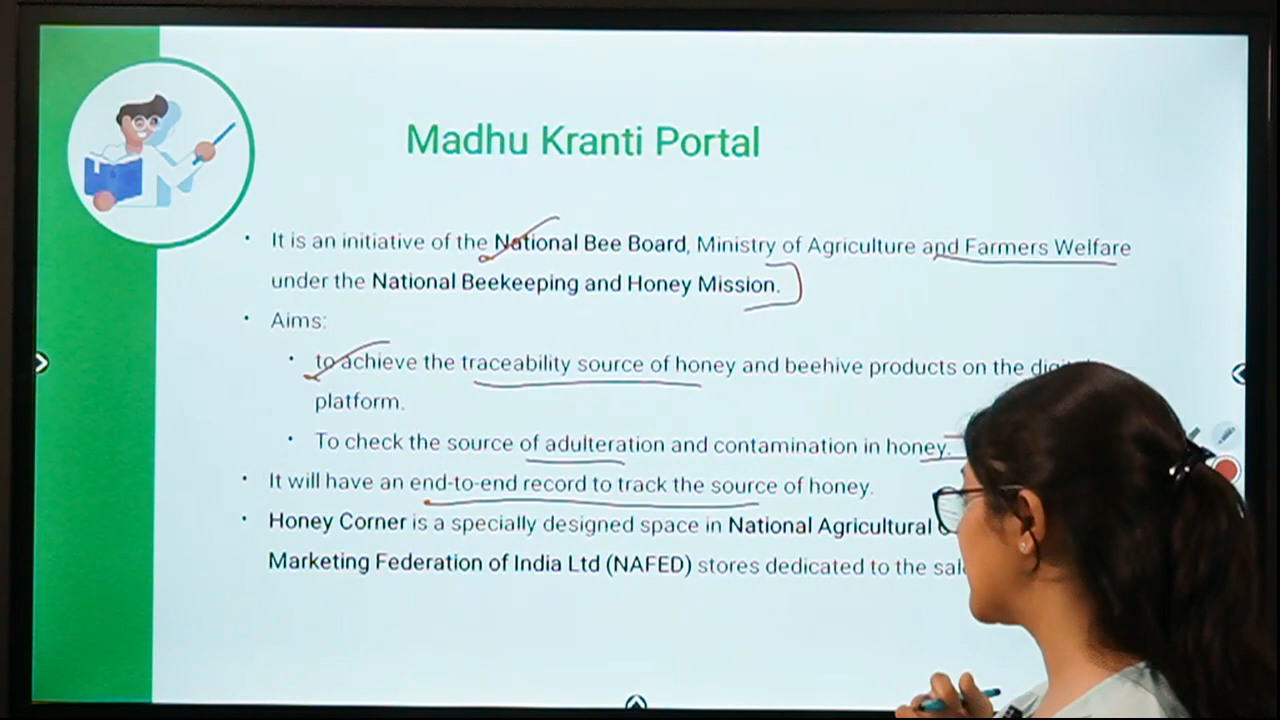 Madhu Kranti Portal
• It is an initiative of the National Bee Board, Ministry of Agriculture and Farmers Welfare
under the National Beekeeping and Honey Mission.
• Aims:
• to achieve the traceability source of honey and beehive products on the
platform.
• To check the source of adulteration and contamination in honey.
• It will have an end-to-end record to track the source of honey.
• Honey Corner is a specially designed space in National Agricultural
Marketing Federation of India Ltd (NAFED) stores dedicated to the